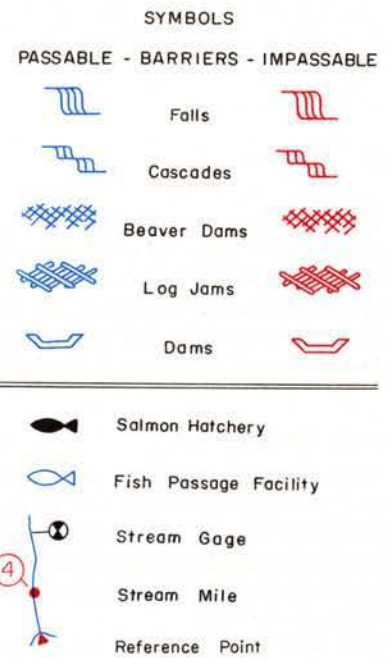 SYMBOLS
PASSABLE - BARRIERS - IMPASSABLE
Falls
Cascades
Beaver Dams
Log Jams
Dams
Salmon Hatchery
Fish Passage Facility
Stream Gage
4
Stream Mile
Reference Point